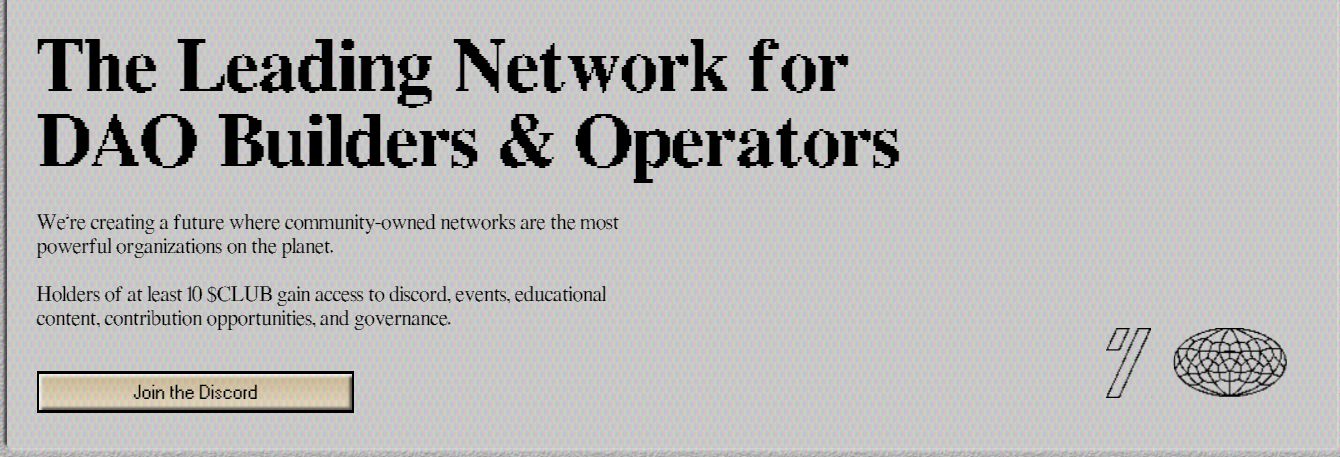 The Leading Network for
DAO Builders & Operators
We're creating a future where community-owned networks are the most
powerful organizations on the planet.
Holders of at least 10 $CLUB gain access to discord, events, educational
content, contribution opportunities, and governance.
Join the Discord